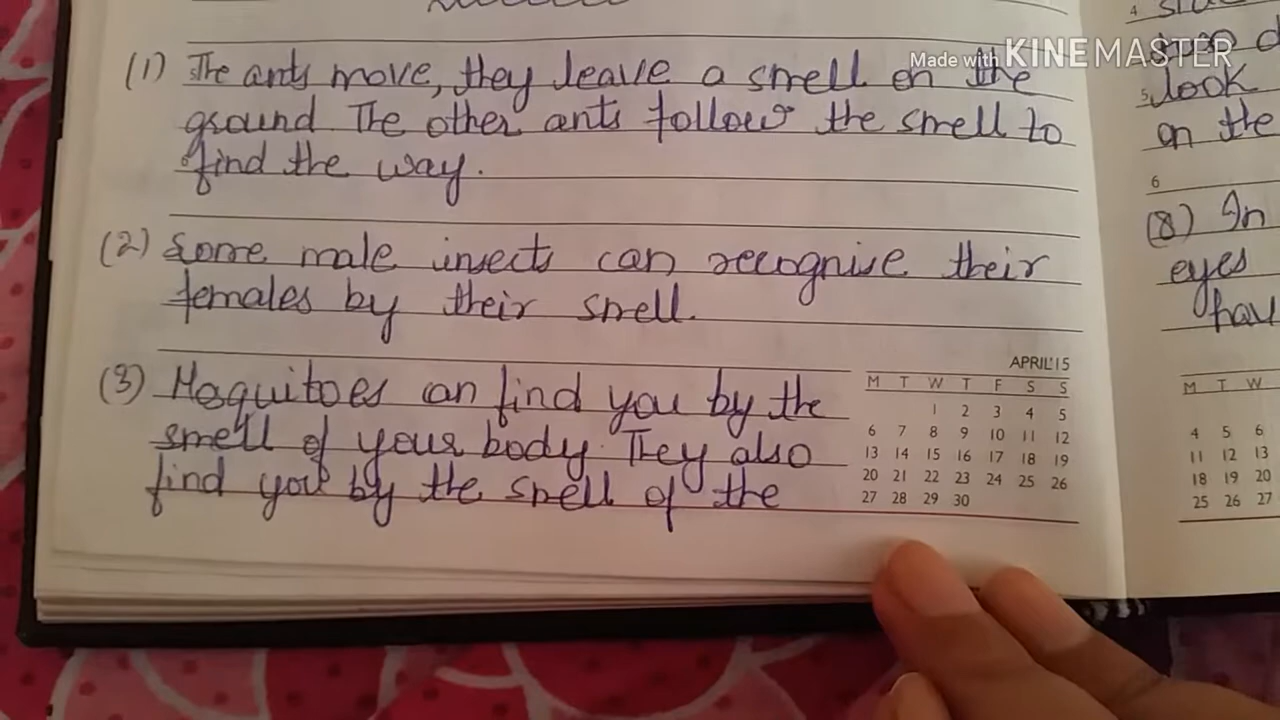 Made with KINEMASTER
(1) The ants move, they leave a smell on the
ground The other ants follow the smell to
find the way.
(2) Some male insects can recognise their
females by their smell.
(3) Moquitoes can find you by the
smell of your body. They also
find you by the smell of the
APRIL'15
M T W T F S S
1 2 3 4 5
6 7 8 9 10 11 12
13 14 15 16 17 18 19
20 21 22 23 24 25 26
27 28 29 30
4
5 look
on the
6
(8) In
eyes
M T W
4 5 6
11 12 13
18 19 20
25 26 27